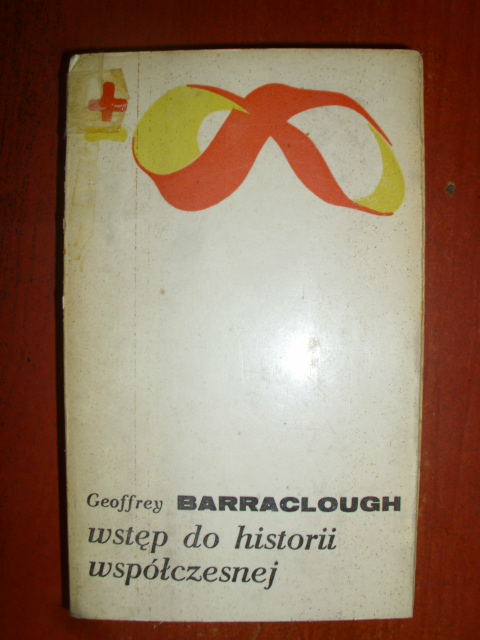 Geoffrey BARRACLOUGH
wstęp do historii
współczesnej